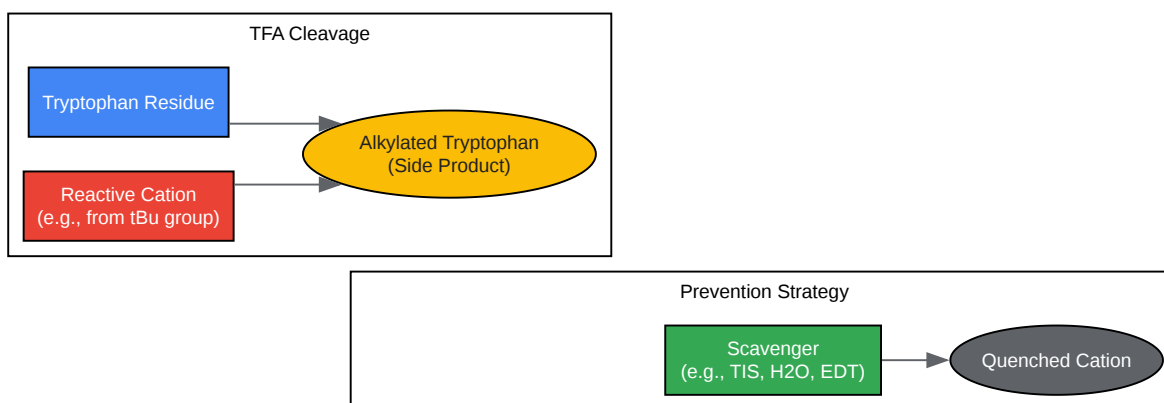 TFA Cleavage
Tryptophan Residue
Alkylated Tryptophan
(Side Product)
Reactive Cation
(e.g., from tBu group)
Prevention Strategy
Scavenger
(e.g., TIS, H2O, EDT)
Quenched Cation